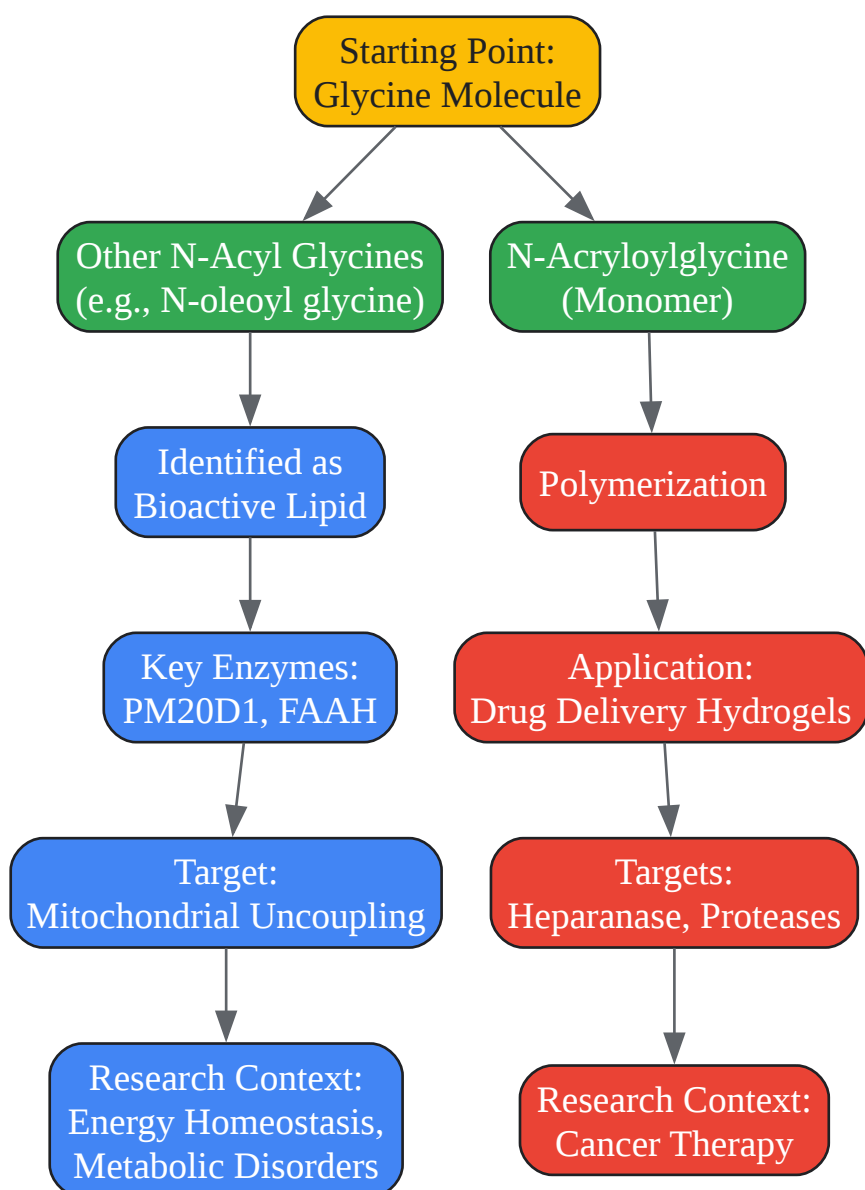 Starting Point:
Glycine Molecule
Other N-Acyl Glycines
(e.g., N-oleoyl glycine)
N-Acryloylglycine
(Monomer)
Identified as
Bioactive Lipid
Polymerization
Key Enzymes:
PM20D1, FAAH
Application:
Drug Delivery Hydrogels
Target:
Mitochondrial Uncoupling
Targets:
Heparanase, Proteases
Research Context:
Energy Homeostasis,
Metabolic Disorders
Research Context:
Cancer Therapy